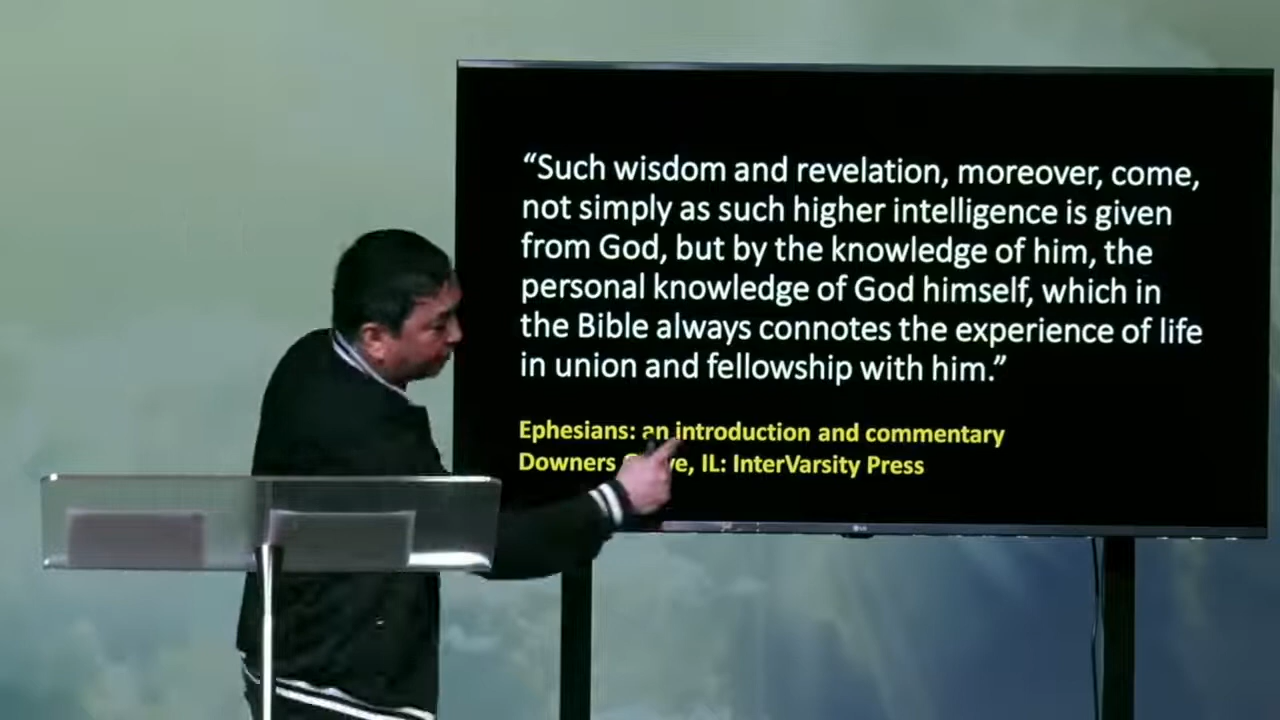 “Such wisdom and revelation, moreover, come,
not simply as such higher intelligence is given
from God, but by the knowledge of him, the
personal knowledge of God himself, which in
the Bible always connotes the experience of life
in union and fellowship with him.”
Ephesians: an introduction and commentary
Downers IL: InterVarsity Press
LG